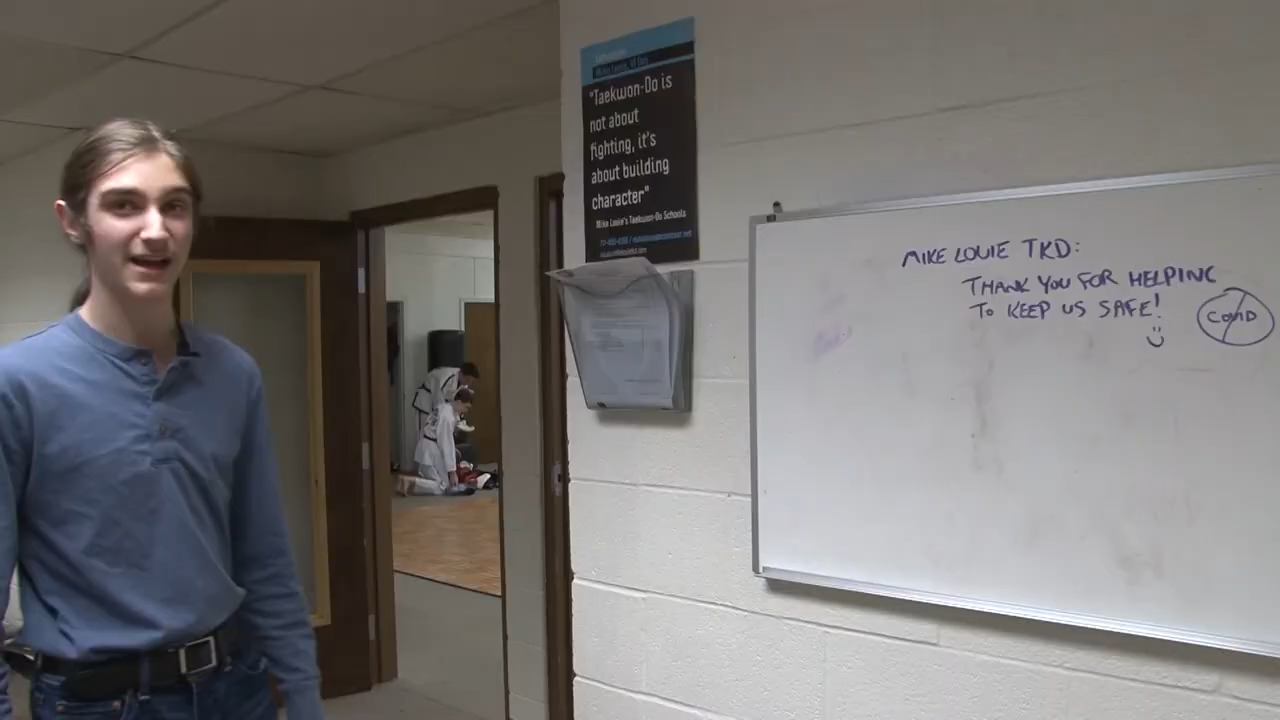 "Taekwon-Do is
not about
fighting, it's
about building
character"
Mike Louie's Taekwon-Do Schools
MIKE LOUIE TKD:
THANK YOU FOR HELPING
TO KEEP US SAFE!
COVID